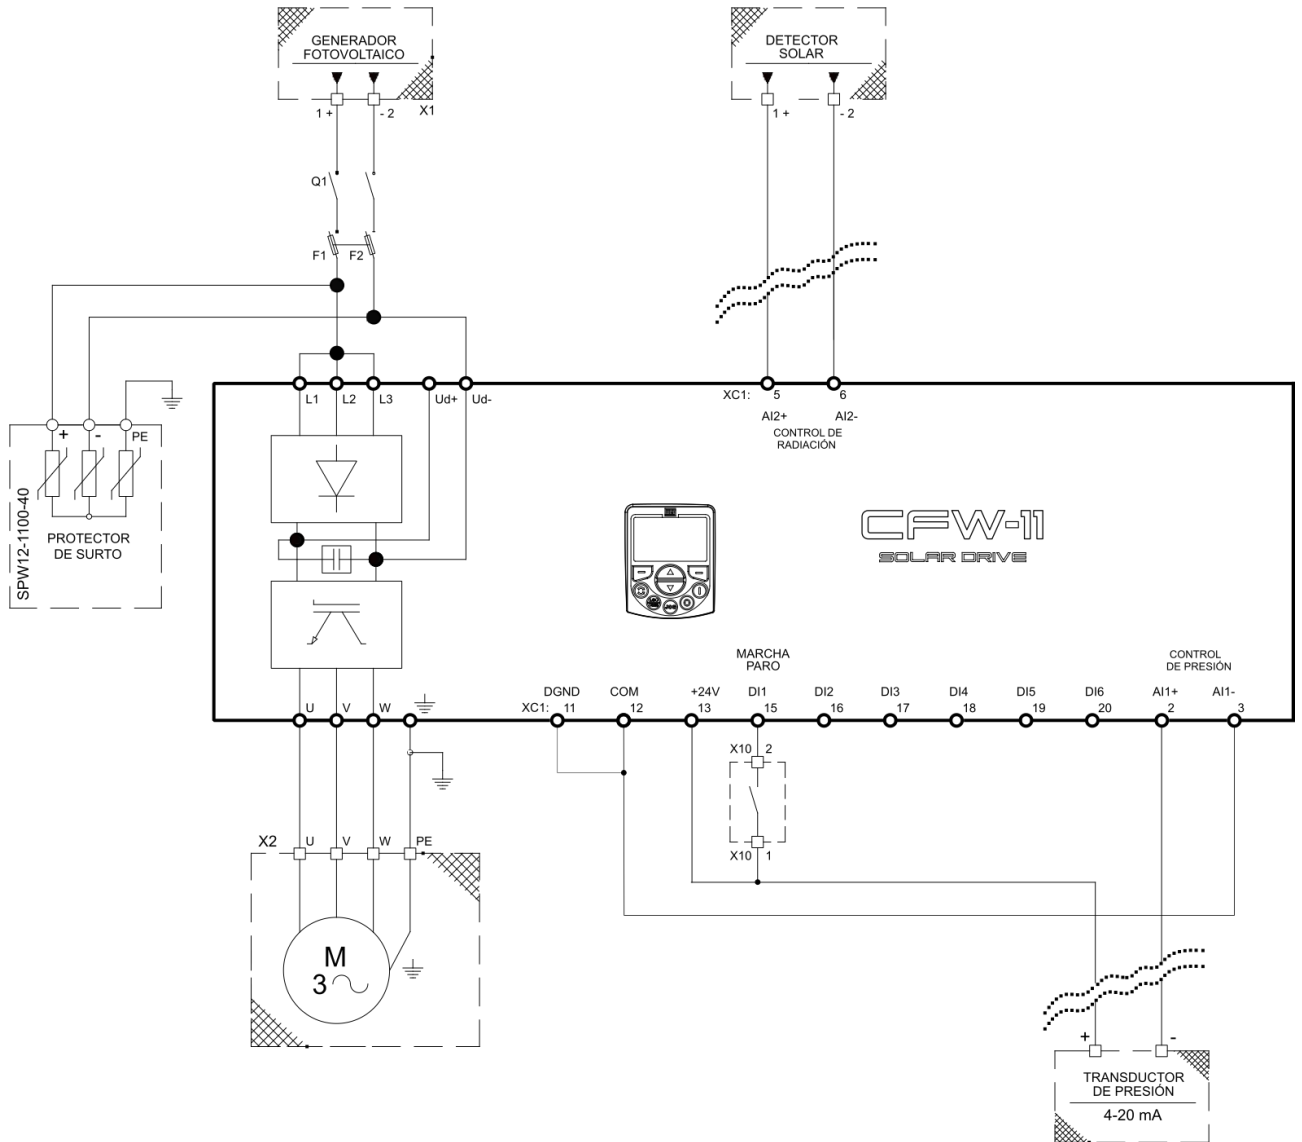 GENERADOR
FOTOVOLTAICO
1 + - 2 X1
DETECTOR
SOLAR
1 + - 2
Q1
F1 F2
L1 L2 L3 Ud+ Ud-
XC1: 5 6
AI2+ AI2-
CONTROL DE
RADIACIÓN
+ - PE
SPW12-1100-40
PROTECTOR
DE SURTO
CFW-11
SOLAR DRIVE
MARCHA
PARO
CONTROL
DE PRESIÓN
DGND COM +24V DI1 DI2 DI3 DI4 DI5 DI6 AI1+ AI1-
XC1: 11 12 13 15 16 17 18 19 20 2 3
U V W
X10 2
X10 1
X2 U V W PE
M
3
+ -
TRANSDUCTOR
DE PRESIÓN
4-20 mA